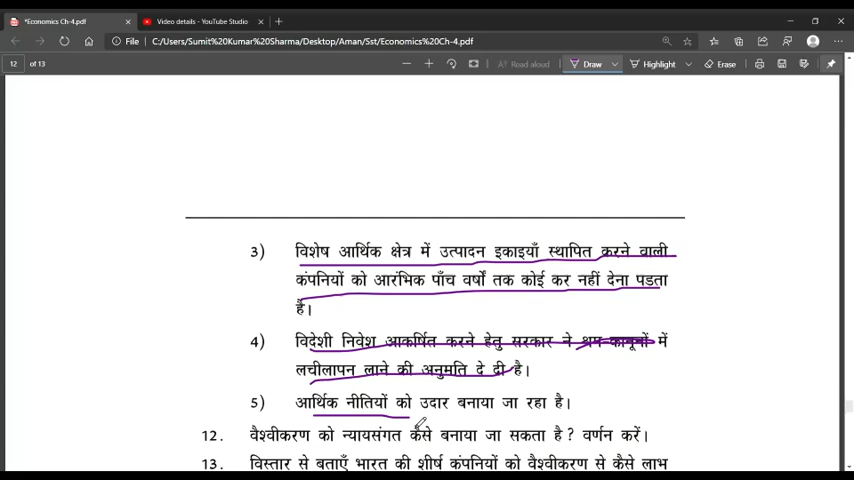 *Economics Ch-4.pdf
Video details - YouTube Studio
File C:/Users/Sumit%20Kumar%20Sharma/Desktop/Aman/Sst/Economics%20Ch-4.pdf
12 of 13 Read aloud Draw Highlight Erase
3) विशेष आर्थिक क्षेत्र में उत्पादन इकाइयाँ स्थापित करने वाली
कंपनियों को आरंभिक पाँच वर्षों तक कोई कर नहीं देना पडता
है।
4) विदेशी निवेश आकर्षित करने हेतु सरकार ने श्रम कानूनों में
लचीलापन लाने की अनुमति दे दी है।
5) आर्थिक नीतियों को उदार बनाया जा रहा है।
12. वैश्वीकरण को न्यायसंगत कैसे बनाया जा सकता है? वर्णन करें।
13. विस्तार से बताएँ भारत की शीर्ष कंपनियों को वैश्वीकरण से कैसे लाभ